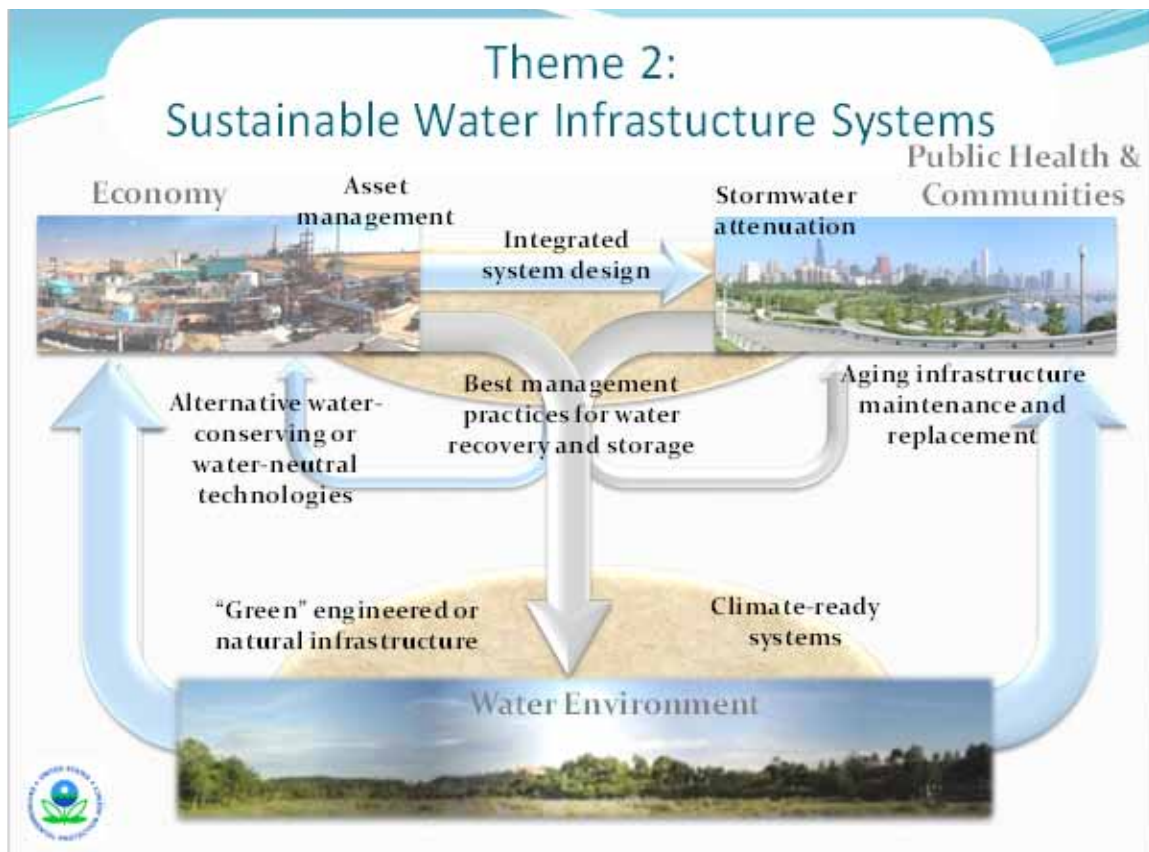 Theme 2:
Sustainable Water Infrastucture Systems
Public Health &
Communities
Economy
Asset
management
Stormwater
attenuation
Integrated
system design
Best management
practices for water
recovery and storage
Aging infrastructure
maintenance and
replacement
Alternative water-
conserving or
water-neutral
technologies
"Green" engineered or
natural infrastructure
Climate-ready
systems
Water Environment